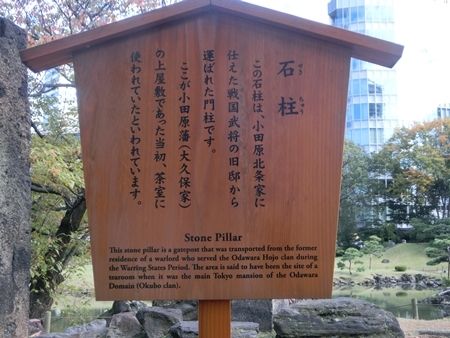 石柱
せき ちゅう
この石柱は、小田原北条家に
仕えた戦国武将の旧邸から
運ばれた門柱です。
ここが小田原藩（大久保家）
の上屋敷であった当初、茶室に
使われていたといわれています。
Stone Pillar
This stone pillar is a gatepost that was transported from the former
residence of a warlord who served the Odawara Hojo clan during
the Warring States Period. The area is said to have been the site of a
tearoom when it was the main Tokyo mansion of the Odawara
Domain (Okubo clan).